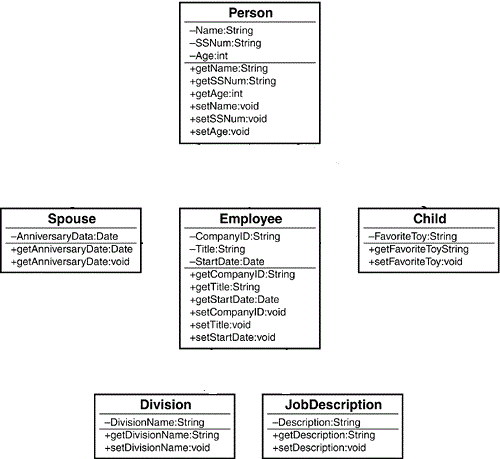 Person
–Name:String
–SSNum:String
–Age:int
+getName:String
+getSSNum:String
+getAge:int
+setName:void
+setSSNum:void
+setAge:void
Spouse
–AnniversaryData:Date
+getAnniversaryDate:Date
+getAnniversaryDate:void
Employee
–CompanyID:String
–Title:String
–StartDate:Date
+getCompanyID:String
+getTitle:String
+getStartDate:Date
+setCompanyID:void
+setTitle:void
+setStartDate:void
Child
–FavoriteToy:String
+getFavoriteToyString
+setFavoriteToy:void
Division
–DivisionName:String
+getDivisionName:String
+setDivisionName:void
JobDescription
–Description:String
+getDescription:String
+setDescription:void